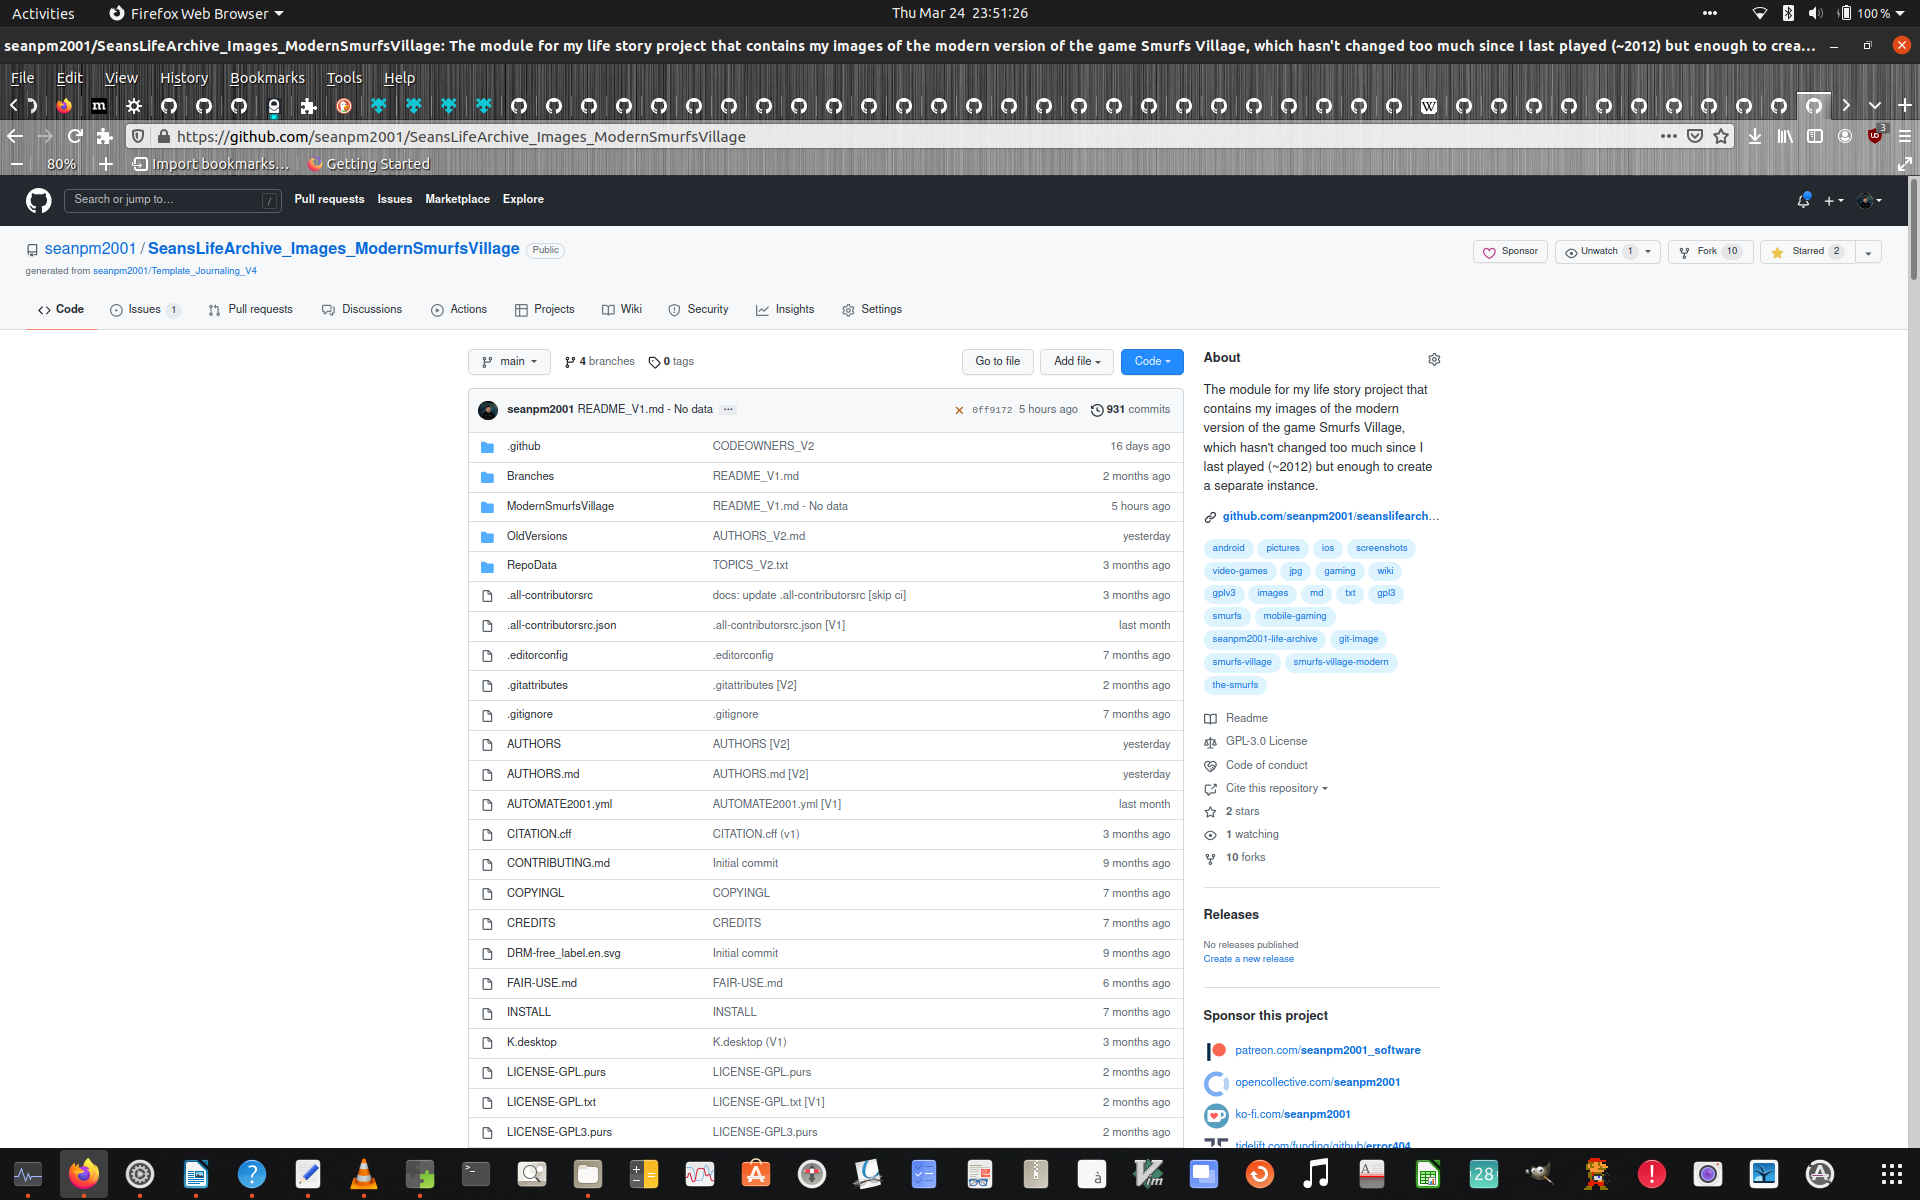 Activities
Firefox Web Browser
Thu Mar 24 23:51:26
100 %
seanpm2001/SeansLifeArchive_Images_ModernSmurfsVillage: The module for my life story project that contains my images of the modern version of the game Smurfs Village, which hasn't changed too much since I last played (~2012) but enough to crea...
File Edit View History Bookmarks Tools Help
https://github.com/seanpm2001/SeansLifeArchive_Images_ModernSmurfsVillage
3
80%
Import bookmarks...
Getting Started
Search or jump to...
/
Pull requests Issues Marketplace Explore
seanpm2001 / SeansLifeArchive_Images_ModernSmurfsVillage
Public
generated from seanpm2001/Template_Journaling_V4
Sponsor
Unwatch 1
Fork 10
Starred 2
Code
Issues 1
Pull requests
Discussions
Actions
Projects
Wiki
Security
Insights
Settings
main
4 branches
0 tags
Go to file
Add file
Code
seanpm2001 README_V1.md - No data ...
0ff9172 5 hours ago
931 commits
.github CODEOWNERS_V2 16 days ago
Branches README_V1.md 2 months ago
ModernSmurfsVillage README_V1.md - No data 5 hours ago
OldVersions AUTHORS_V2.md yesterday
RepoData TOPICS_V2.txt 3 months ago
.all-contributorsrc docs: update .all-contributorsrc [skip ci] 3 months ago
.all-contributorsrc.json .all-contributorsrc.json [V1] last month
.editorconfig .editorconfig 7 months ago
.gitattributes .gitattributes [V2] 2 months ago
.gitignore .gitignore 7 months ago
AUTHORS AUTHORS [V2] yesterday
AUTHORS.md AUTHORS.md [V2] yesterday
AUTOMATE2001.yml AUTOMATE2001.yml [V1] last month
CITATION.cff CITATION.cff (v1) 3 months ago
CONTRIBUTING.md Initial commit 9 months ago
COPYINGL COPYINGL 7 months ago
CREDITS CREDITS 7 months ago
DRM-free_label.en.svg Initial commit 9 months ago
FAIR-USE.md FAIR-USE.md 6 months ago
INSTALL INSTALL 7 months ago
K.desktop K.desktop (V1) 3 months ago
LICENSE-GPL.purs LICENSE-GPL.purs 2 months ago
LICENSE-GPL.txt LICENSE-GPL.txt [V1] 2 months ago
LICENSE-GPL3.purs LICENSE-GPL3.purs 2 months ago
About
The module for my life story project that
contains my images of the modern
version of the game Smurfs Village,
which hasn't changed too much since I
last played (~2012) but enough to create
a separate instance.
github.com/seanpm2001/seanslifearch...
android pictures ios screenshots
video-games jpg gaming wiki
gplv3 images md txt gpl3
smurfs mobile-gaming
seanpm2001-life-archive git-image
smurfs-village smurfs-village-modern
the-smurfs
Readme
GPL-3.0 License
Code of conduct
Cite this repository
2 stars
1 watching
10 forks
Releases
No releases published
Create a new release
Sponsor this project
patreon.com/seanpm2001_software
opencollective.com/seanpm2001
ko-fi.com/seanpm2001
tidelift.com/funding/github/error404
28